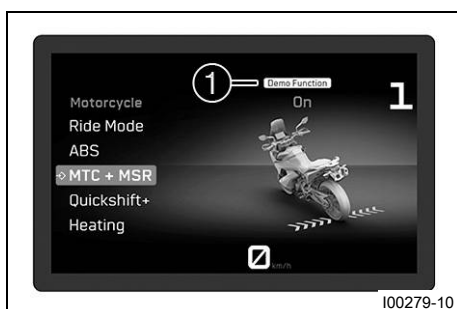 1
Demo Function
On
1
Motorcycle
Ride Mode
ABS
MTC + MSR
Quickshift+
Heating
0 km/h
I00279-10